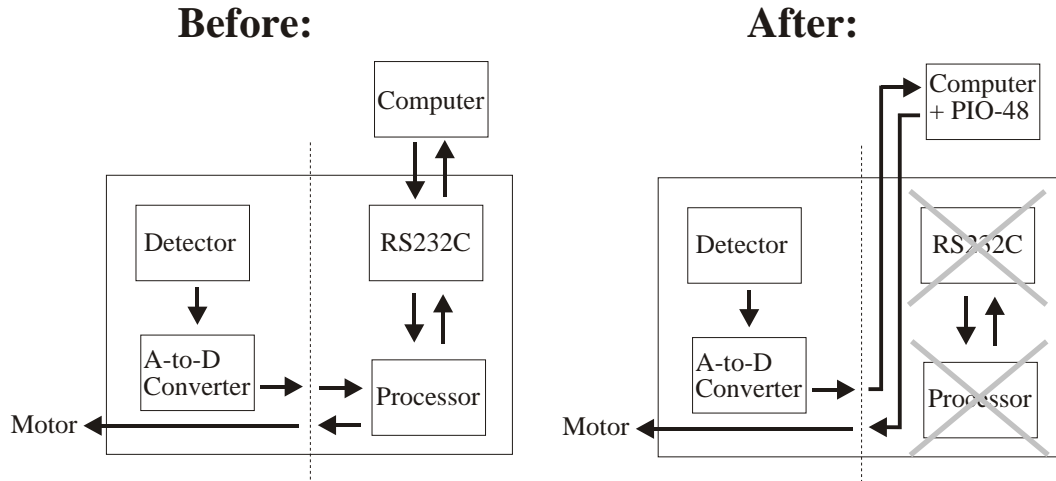 Before:
Computer
Detector
RS232C
A-to-D
Converter
Processor
Motor
After:
Computer
+ PIO-48
Detector
RS232C
A-to-D
Converter
Processor
Motor